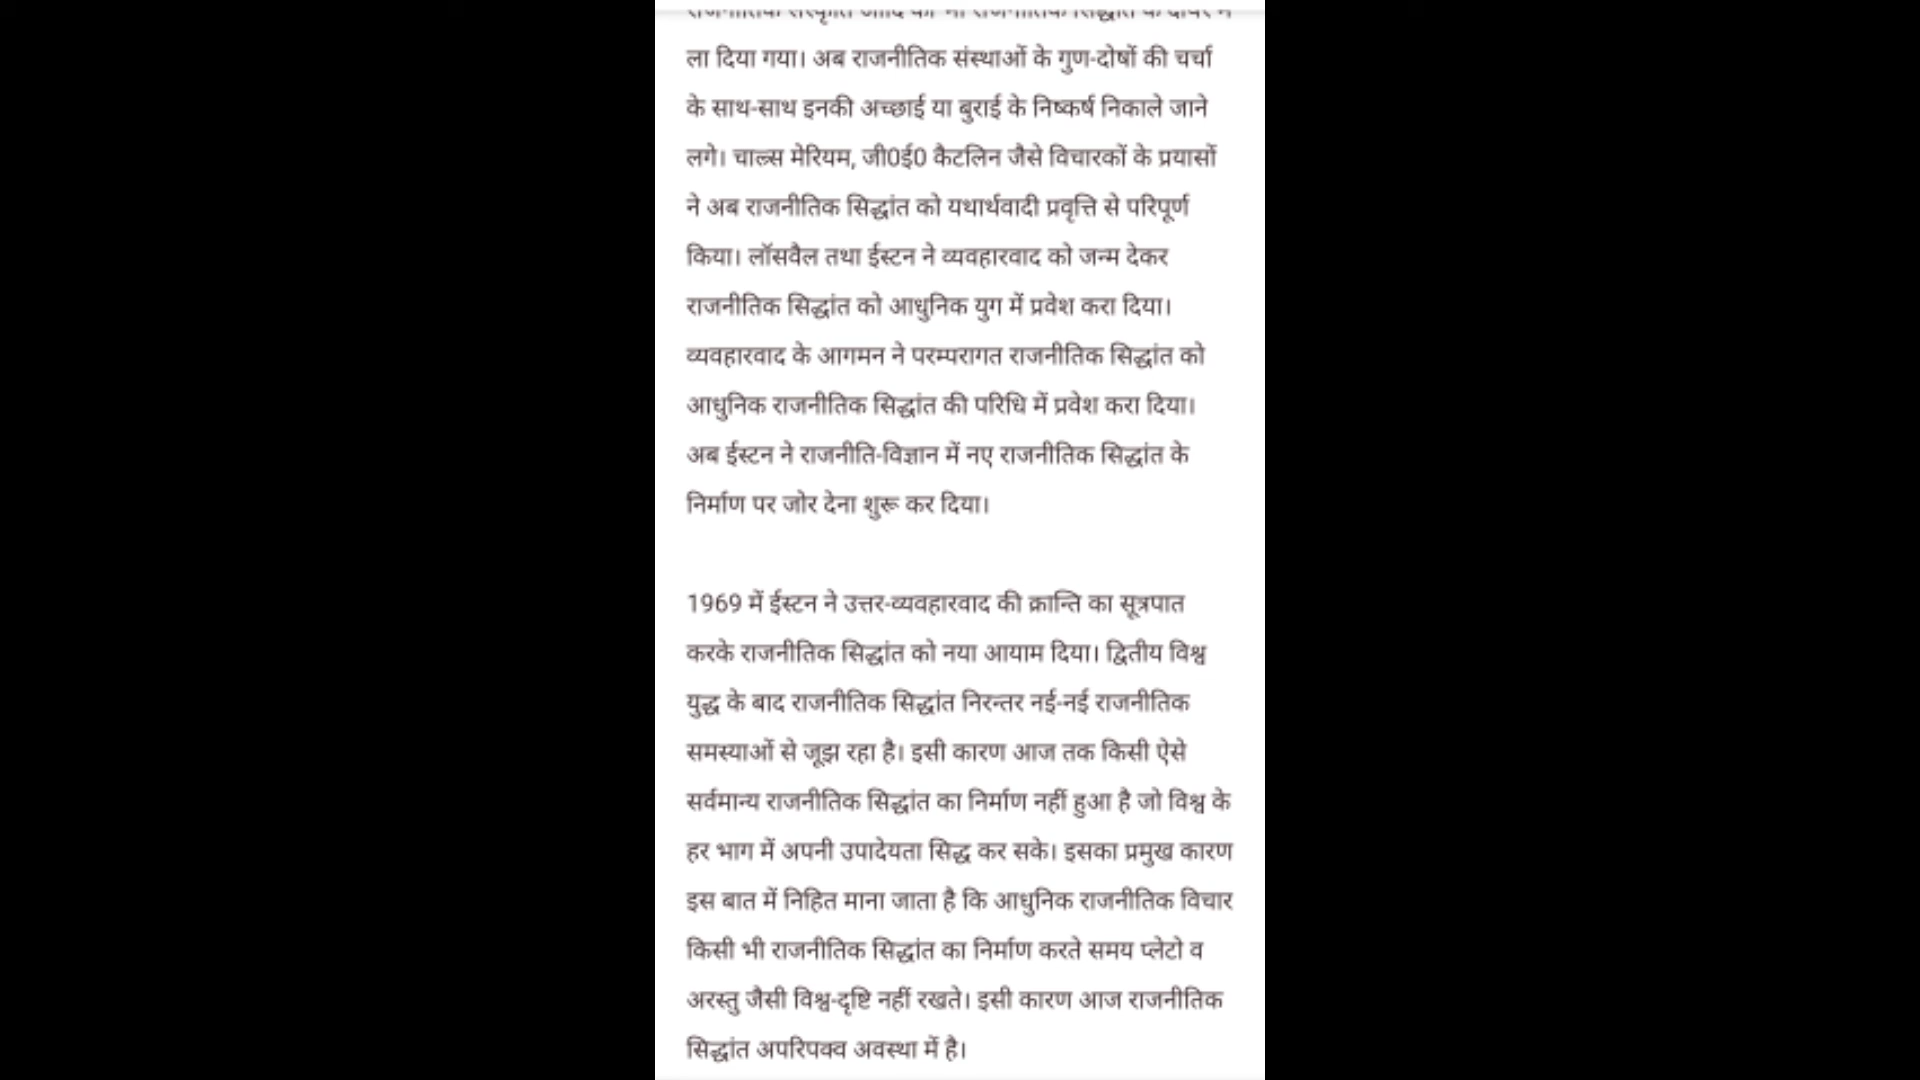 राजनीतिक संस्कृति आदि को भी राजनीतिक सिद्धांत के दायरे में
ला दिया गया। अब राजनीतिक संस्थाओं के गुण-दोषों की चर्चा
के साथ-साथ इनकी अच्छाई या बुराई के निष्कर्ष निकाले जाने
लगे। चाल्र्स मेरियम, जी0ई0 कैटलिन जैसे विचारकों के प्रयासों
ने अब राजनीतिक सिद्धांत को यथार्थवादी प्रवृत्ति से परिपूर्ण
किया। लॉसवैल तथा ईस्टन ने व्यवहारवाद को जन्म देकर
राजनीतिक सिद्धांत को आधुनिक युग में प्रवेश करा दिया।
व्यवहारवाद के आगमन ने परम्परागत राजनीतिक सिद्धांत को
आधुनिक राजनीतिक सिद्धांत की परिधि में प्रवेश करा दिया।
अब ईस्टन ने राजनीति-विज्ञान में नए राजनीतिक सिद्धांत के
निर्माण पर जोर देना शुरू कर दिया।
1969 में ईस्टन ने उत्तर-व्यवहारवाद की क्रान्ति का सूत्रपात
करके राजनीतिक सिद्धांत को नया आयाम दिया। द्वितीय विश्व
युद्ध के बाद राजनीतिक सिद्धांत निरन्तर नई-नई राजनीतिक
समस्याओं से जूझ रहा है। इसी कारण आज तक किसी ऐसे
सर्वमान्य राजनीतिक सिद्धांत का निर्माण नहीं हुआ है जो विश्व के
हर भाग में अपनी उपादेयता सिद्ध कर सके। इसका प्रमुख कारण
इस बात में निहित माना जाता है कि आधुनिक राजनीतिक विचार
किसी भी राजनीतिक सिद्धांत का निर्माण करते समय प्लेटो व
अरस्तु जैसी विश्व-दृष्टि नहीं रखते। इसी कारण आज राजनीतिक
सिद्धांत अपरिपक्व अवस्था में है।